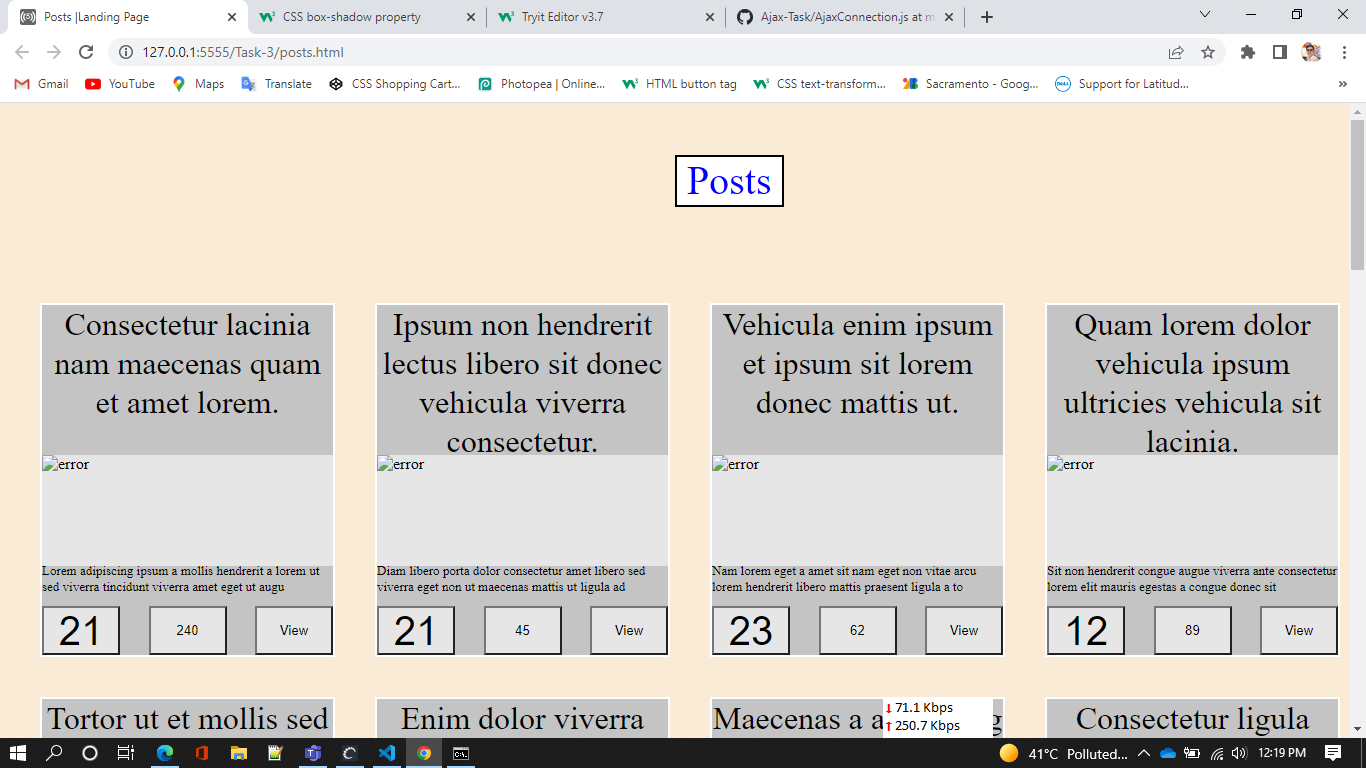 Posts |Landing Page
CSS box-shadow property
Tryit Editor v3.7
Ajax-Task/AjaxConnection.js at m
127.0.0.1:5555/Task-3/posts.html
Gmail
YouTube
Maps
Translate
CSS Shopping Cart...
Photopea | Online...
HTML button tag
CSS text-transform...
Sacramento - Goog...
Support for Latitud...
»
Posts
Consectetur lacinia
nam maecenas quam
et amet lorem.
error
Lorem adipiscing ipsum a mollis hendrerit a lorem ut
sed viverra tincidunt viverra amet eget ut augu
21
240
View
Ipsum non hendrerit
lectus libero sit donec
vehicula viverra
consectetur.
error
Diam libero porta dolor consectetur amet libero sed
viverra eget non ut maecenas mattis ut ligula ad
21
45
View
Vehicula enim ipsum
et ipsum sit lorem
donec mattis ut.
error
Nam lorem eget a amet sit nam eget non vitae arcu
lorem hendrerit libero mattis praesent ligula a to
23
62
View
Quam lorem dolor
vehicula ipsum
ultricies vehicula sit
lacinia.
error
Sit non hendrerit congue augue viverra ante consectetur
lorem elit mauris egestas a congue donec sit
12
89
View
Tortor ut et mollis sed
Enim dolor viverra
Maecenas a a
Consectetur ligula
71.1 Kbps
250.7 Kbps
41°C Polluted...
12:19 PM